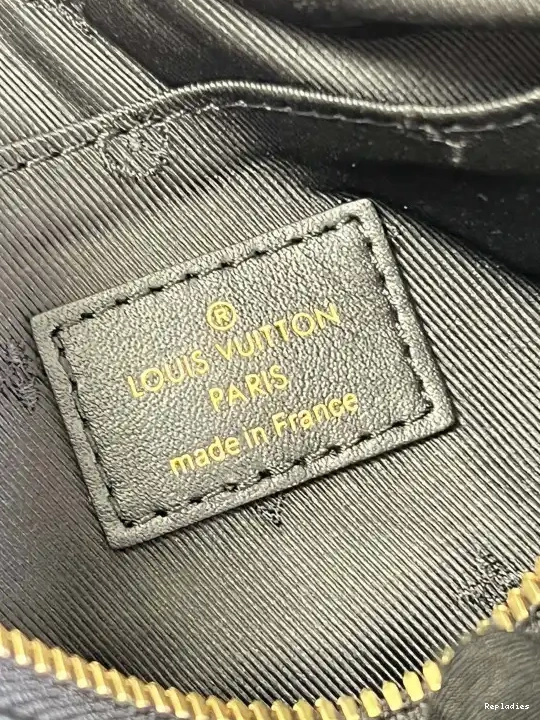 ®
LOUIS VUITTON
PARIS
made in France
Repladies